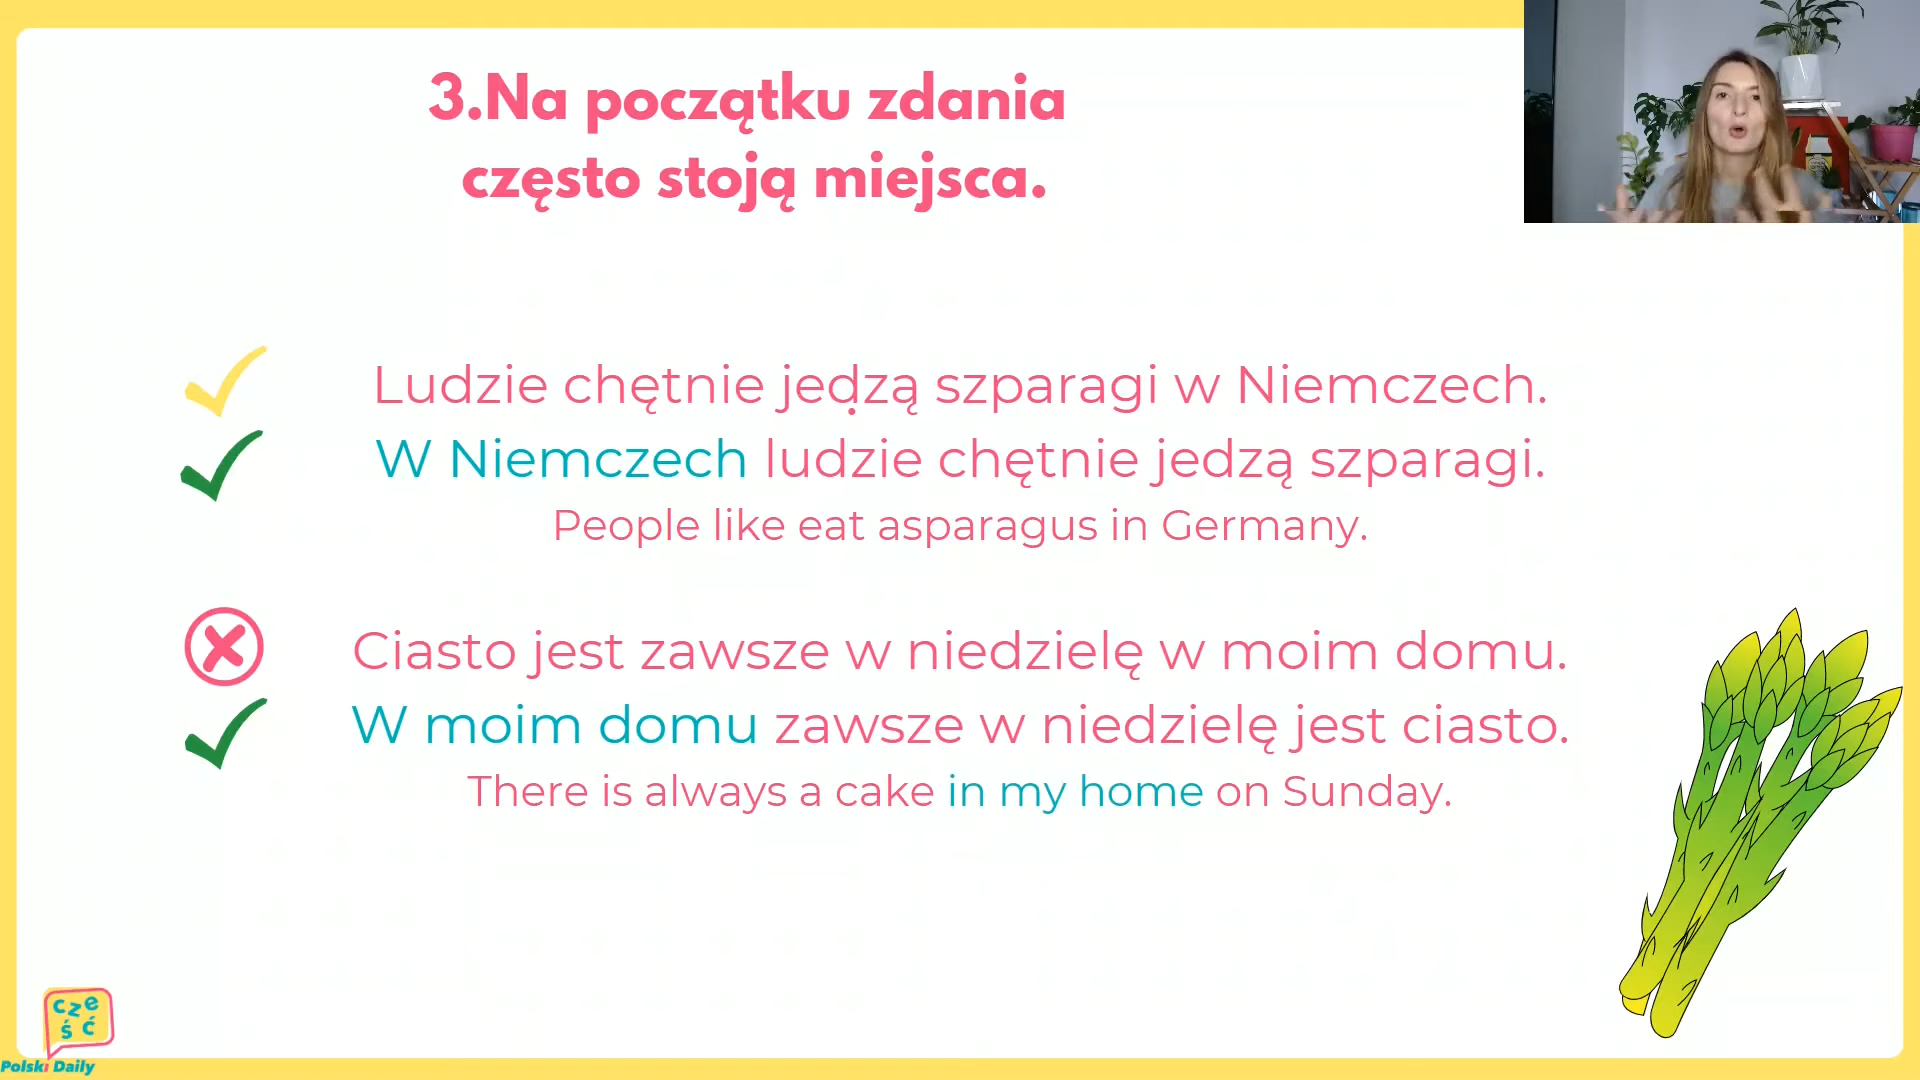 3.Na początku zdania
często stoją miejsca.
Ludzie chętnie jedzą szparagi w Niemczech.
W Niemczech ludzie chętnie jedzą szparagi.
People like eat asparagus in Germany.
Ciasto jest zawsze w niedzielę w moim domu.
W moim domu zawsze w niedzielę jest ciasto.
There is always a cake in my home on Sunday.
cze
ść
Polski Daily